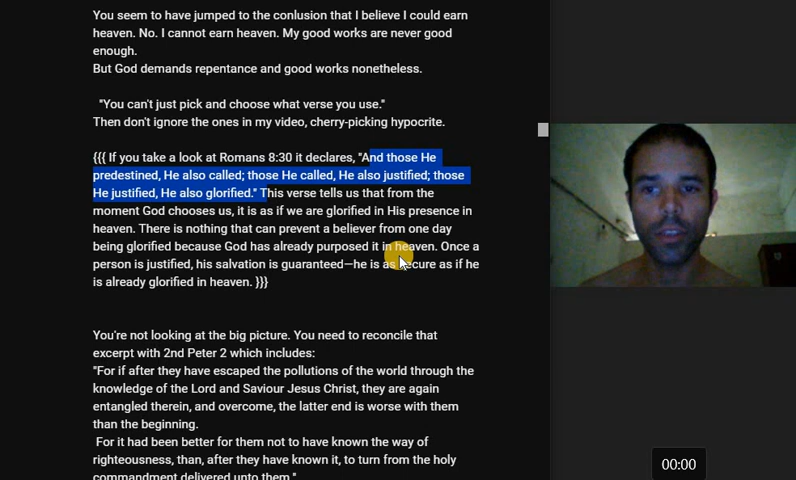 You seem to have jumped to the conlusion that I believe I could earn
heaven. No. I cannot earn heaven. My good works are never good
enough.
But God demands repentance and good works nonetheless.
"You can't just pick and choose what verse you use."
Then don't ignore the ones in my video, cherry-picking hypocrite.
{{{ If you take a look at Romans 8:30 it declares, "And those He
predestined, He also called; those He called, He also justified; those
He justified, He also glorified." This verse tells us that from the
moment God chooses us, it is as if we are glorified in His presence in
heaven. There is nothing that can prevent a believer from one day
being glorified because God has already purposed it in heaven. Once a
person is justified, his salvation is guaranteed—he is as secure as if he
is already glorified in heaven. }}}
You're not looking at the big picture. You need to reconcile that
excerpt with 2nd Peter 2 which includes:
"For if after they have escaped the pollutions of the world through the
knowledge of the Lord and Saviour Jesus Christ, they are again
entangled therein, and overcome, the latter end is worse with them
than the beginning.
For it had been better for them not to have known the way of
righteousness, than, after they have known it, to turn from the holy
commandment delivered unto them."
00:00